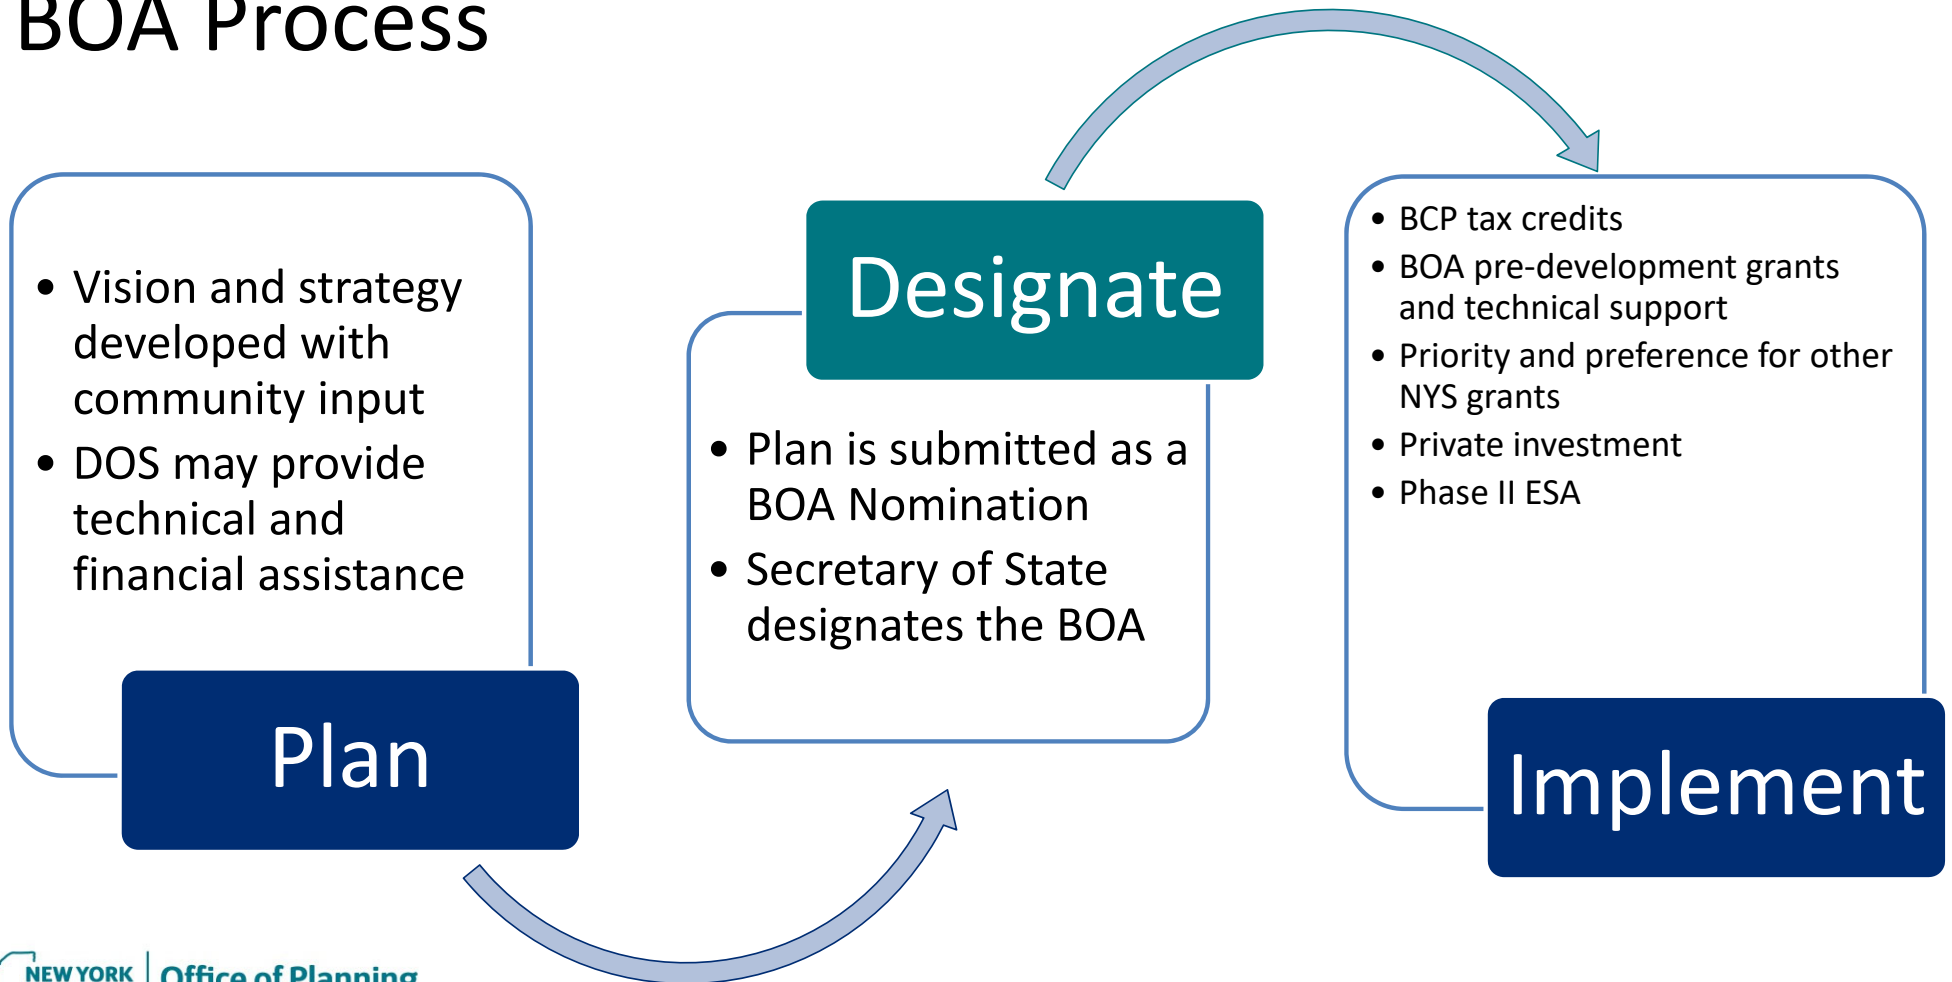 BOA Process
• Vision and strategy
developed with
community input
• DOS may provide
technical and
financial assistance
Plan
Designate
• Plan is submitted as a
BOA Nomination
• Secretary of State
designates the BOA
• BCP tax credits
• BOA pre-development grants
and technical support
• Priority and preference for other
NYS grants
• Private investment
• Phase II ESA
Implement
NEW YORK
Office of Planning